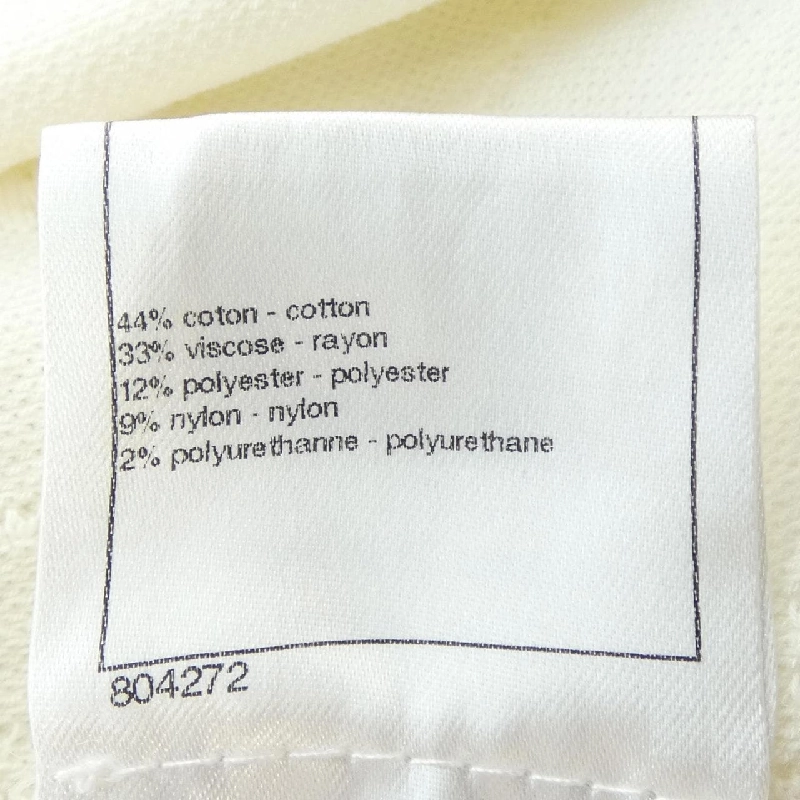 44% coton - cotton
33% viscose - rayon
12% polyester - polyester
9% nylon - nylon
2% polyurethanne - polyurethane
804272